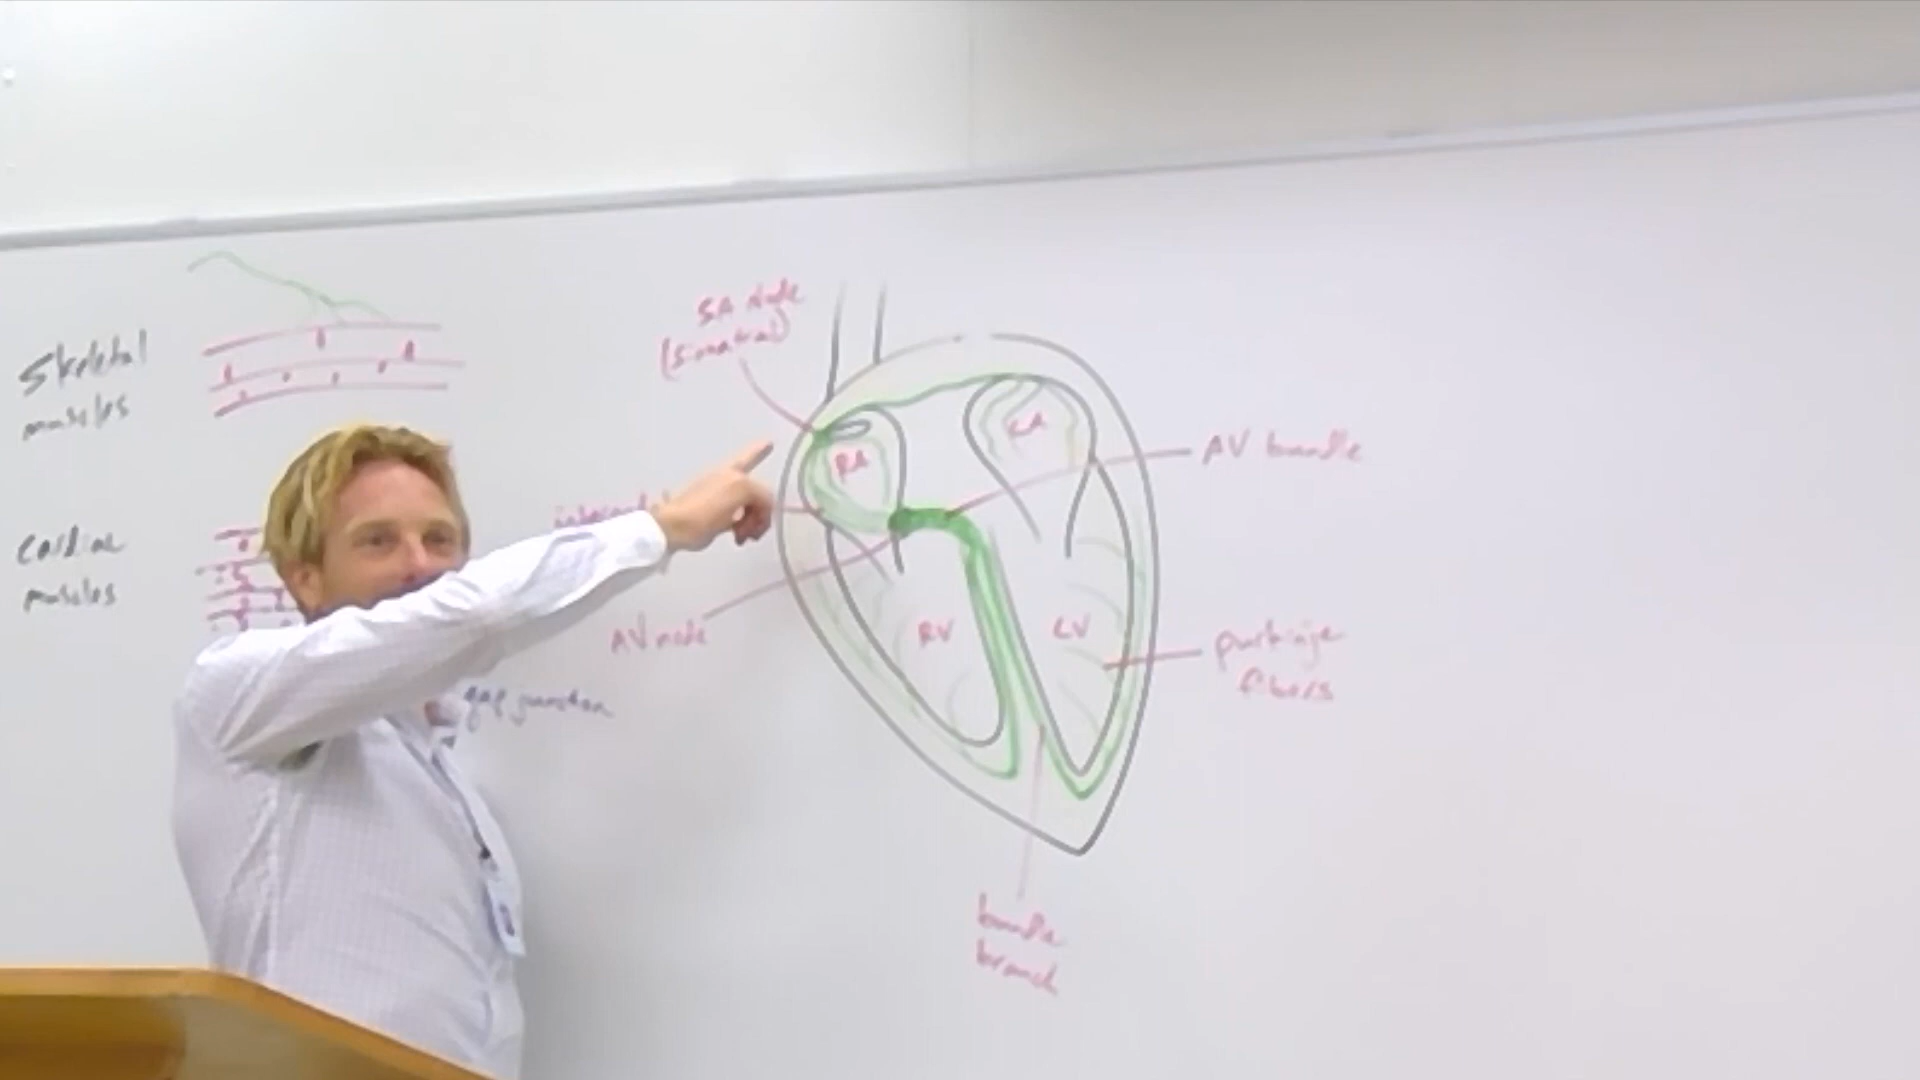 Skeletal
muscles
cardiac
muscles
gap junction
SA Node
(sinatrial)
RA
LA
AV bundle
AV node
RV
LV
purkinje
fibers
bundle
branch